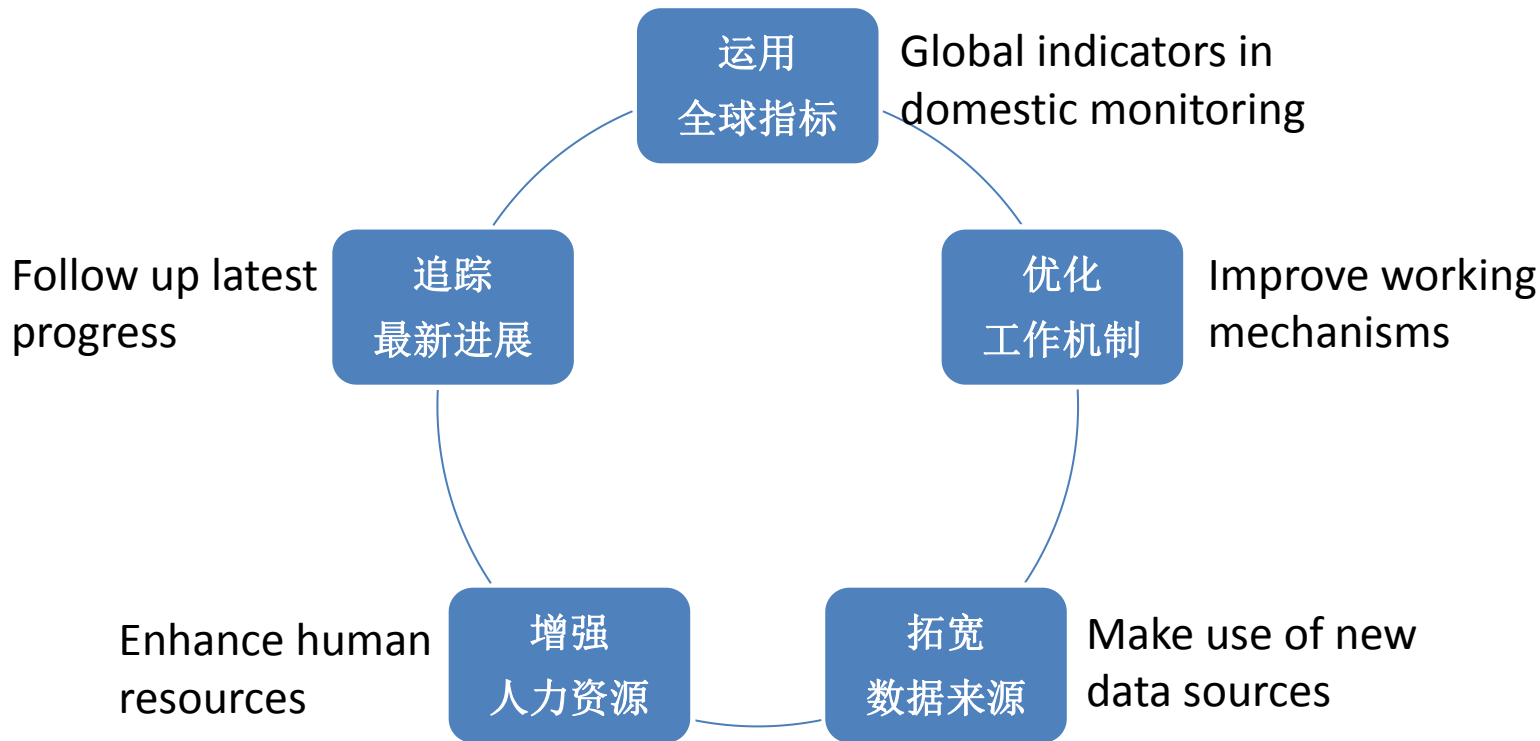 运用
全球指标
Global indicators in
domestic monitoring
追踪
最新进展
Follow up latest
progress
优化
工作机制
Improve working
mechanisms
增强
人力资源
Enhance human
resources
拓宽
数据来源
Make use of new
data sources